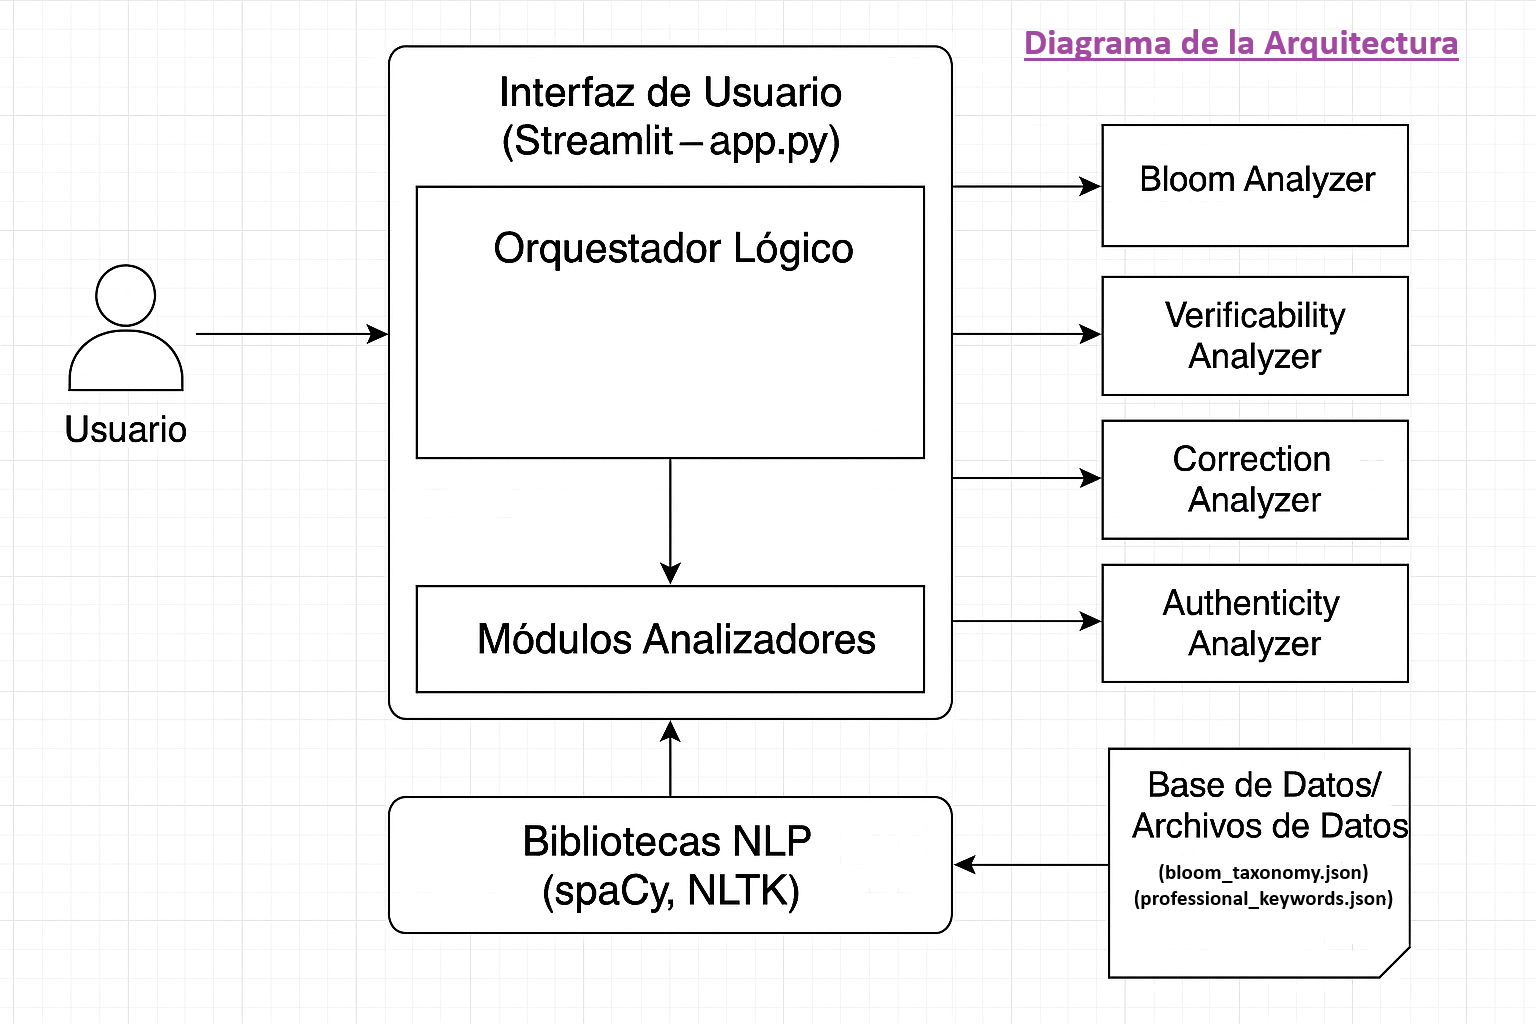 Diagrama de la Arquitectura
Interfaz de Usuario
(Streamlit – app.py)
Orquestador Lógico
Módulos Analizadores
Usuario
Bloom Analyzer
Verificability
Analyzer
Correction
Analyzer
Authenticity
Analyzer
Bibliotecas NLP
(spaCy, NLTK)
Base de Datos/
Archivos de Datos
(bloom_taxonomy.json)
(professional_keywords.json)